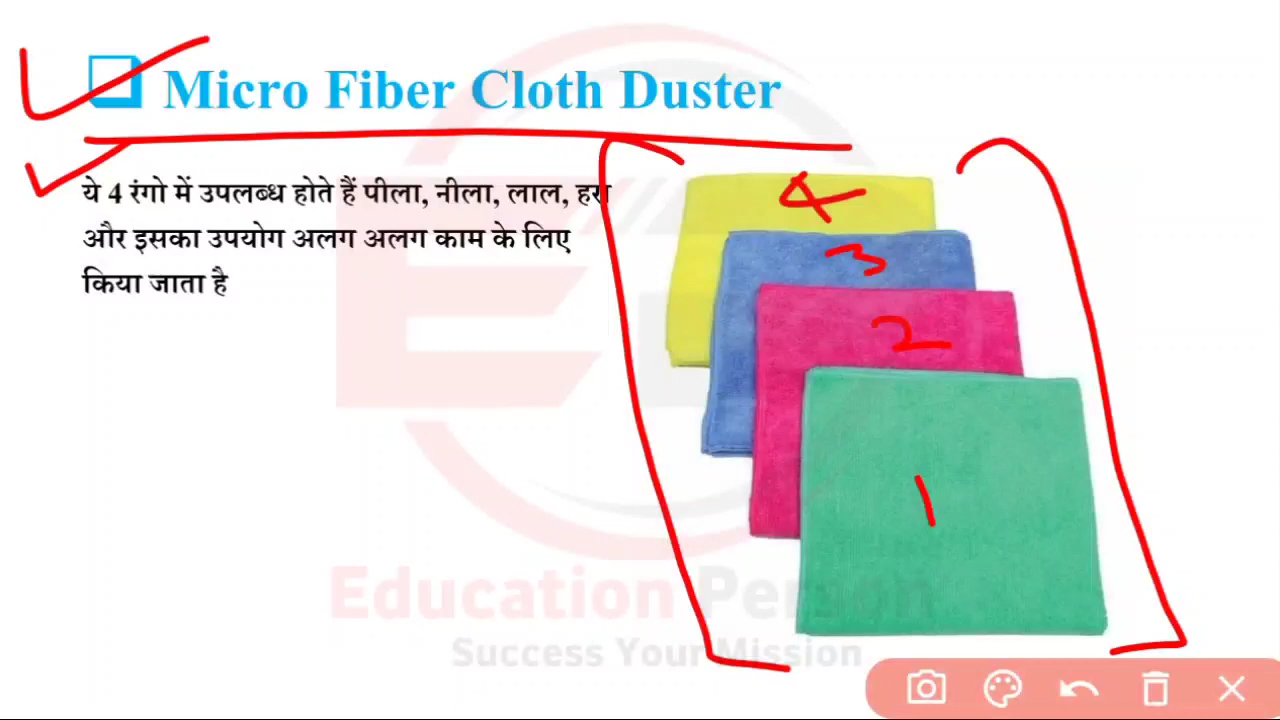 Micro Fiber Cloth Duster
ये 4 रंगो में उपलब्ध होते हैं पीला, नीला, लाल, हरा
और इसका उपयोग अलग अलग काम के लिए
किया जाता है
4
3
2
1
Education Person
Success Your Mission